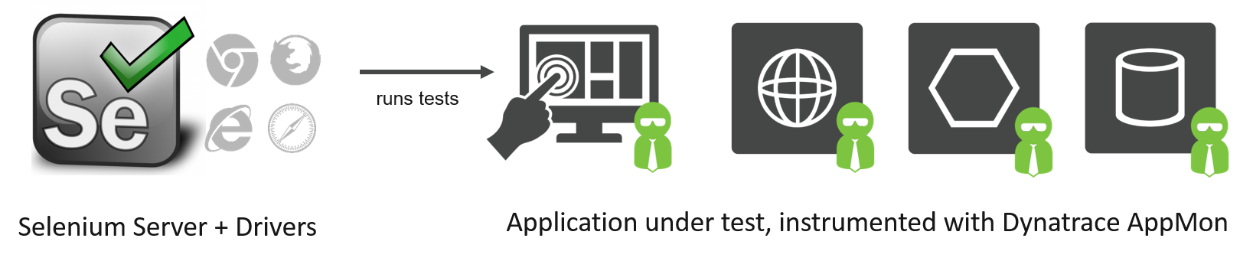 Se
runs tests
Selenium Server + Drivers
Application under test, instrumented with Dynatrace AppMon